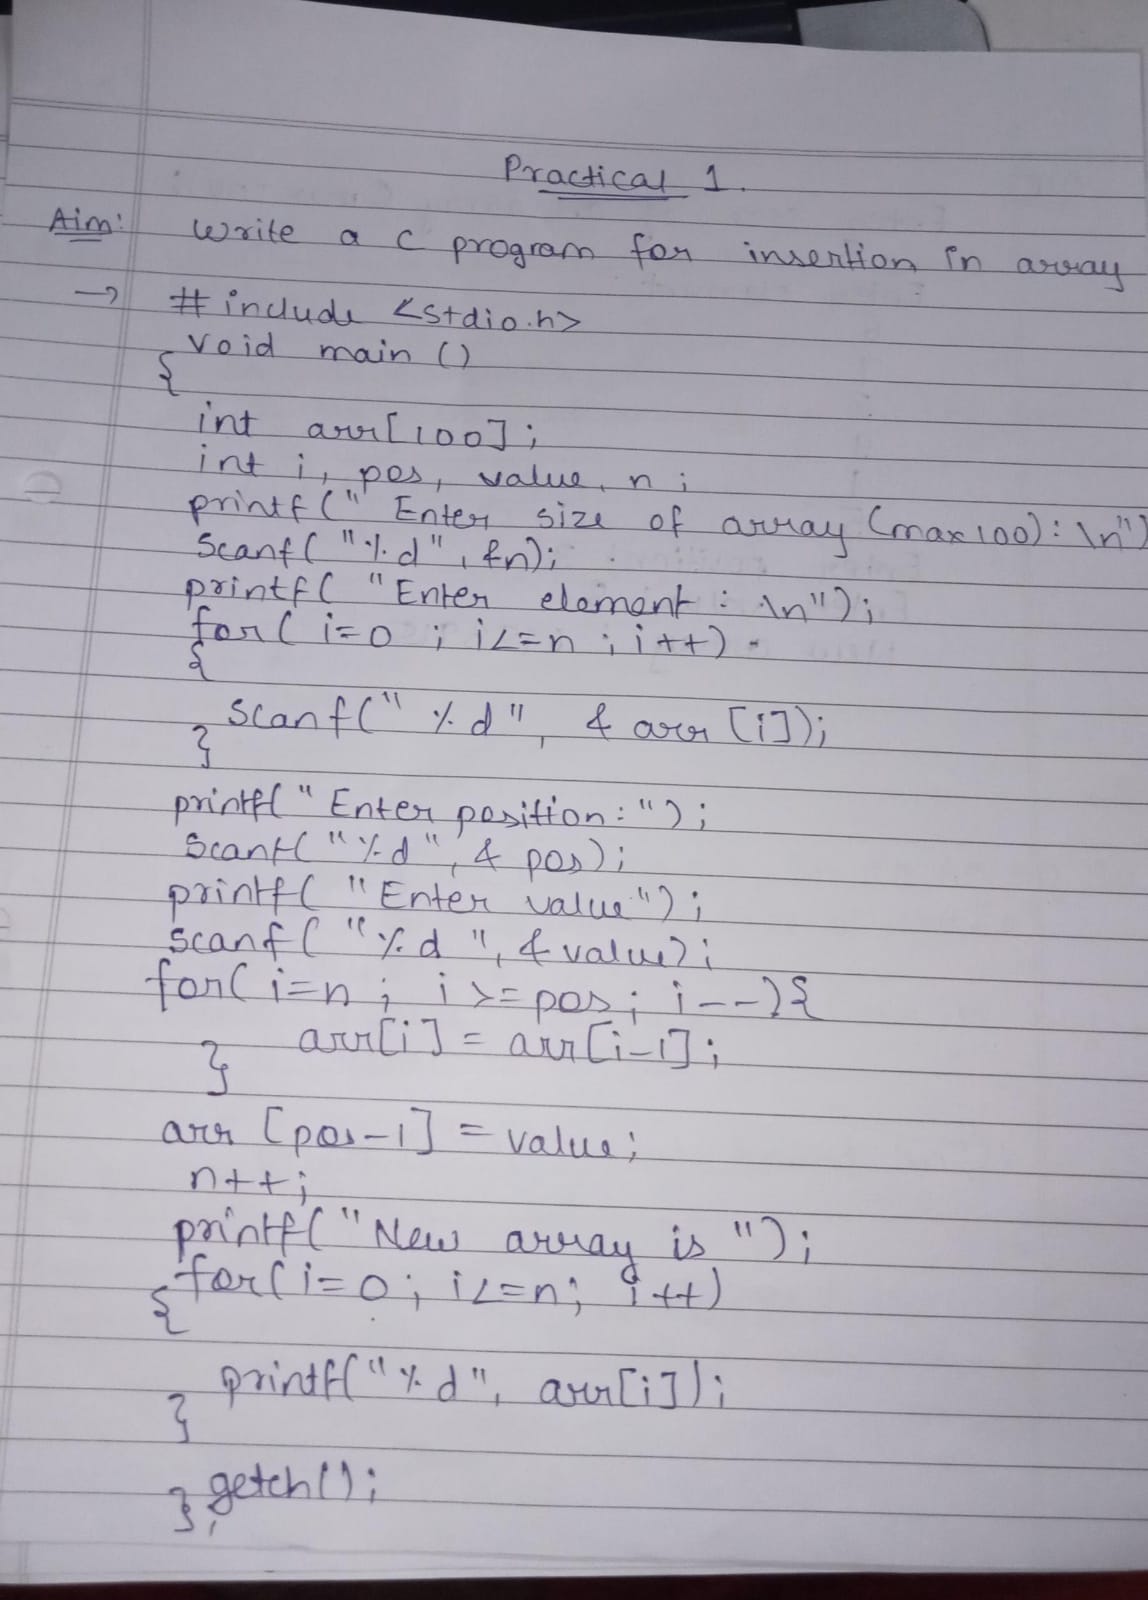 Practical 1.
Aim: Write a C program for insertion in array
→ # include <stdio.h>
void main ()
{
int arr[100];
int i, pos, value, n;
printf(" Enter size of array (max 100): \n")
Scanf( "%d", &n);
printf( "Enter element : \n");
for( i=0 ; i<=n ; i++)
{
Scanf(" %d", & arr [i]);
}
printf(" Enter position:");
Scanf( "%d", & pos);
printf( "Enter value");
scanf( "%d ", & value);
for( i=n ; i >= pos; i--){
arr[i] = arr[i-1];
}
arr [pos-1] = value;
n++;
printf("New array is ");
for(i=0; i<=n; i++)
{
printf("%d", arr[i]);
}
getch();
};